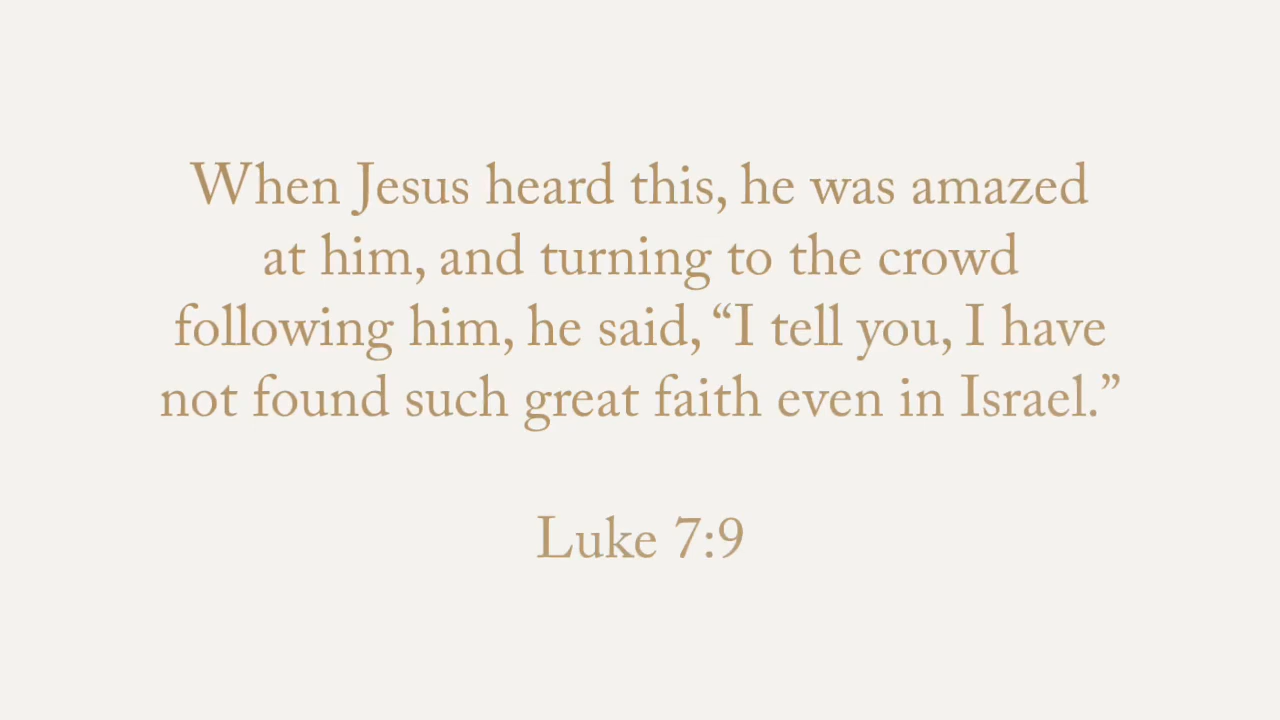 When Jesus heard this, he was amazed
at him, and turning to the crowd
following him, he said, “I tell you, I have
not found such great faith even in Israel.”
Luke 7:9